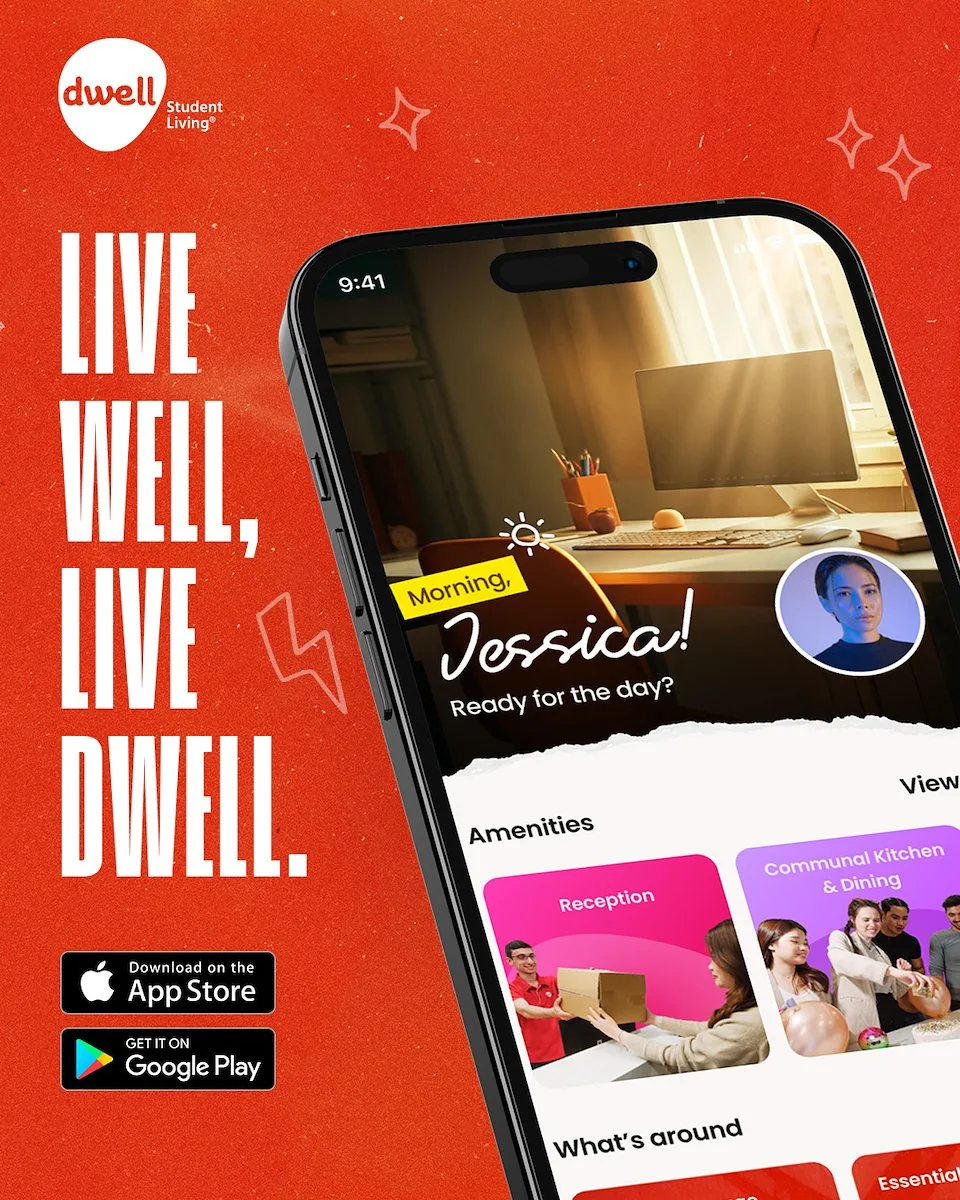 dwell
Student
Living®
LIVE
WELL,
LIVE
DWELL.
Download on the
App Store
GET IT ON
Google Play
9:41
Morning,
Jessica!
Ready for the day?
View
Amenities
Reception
Communal Kitchen
& Dining
What's around
Essential